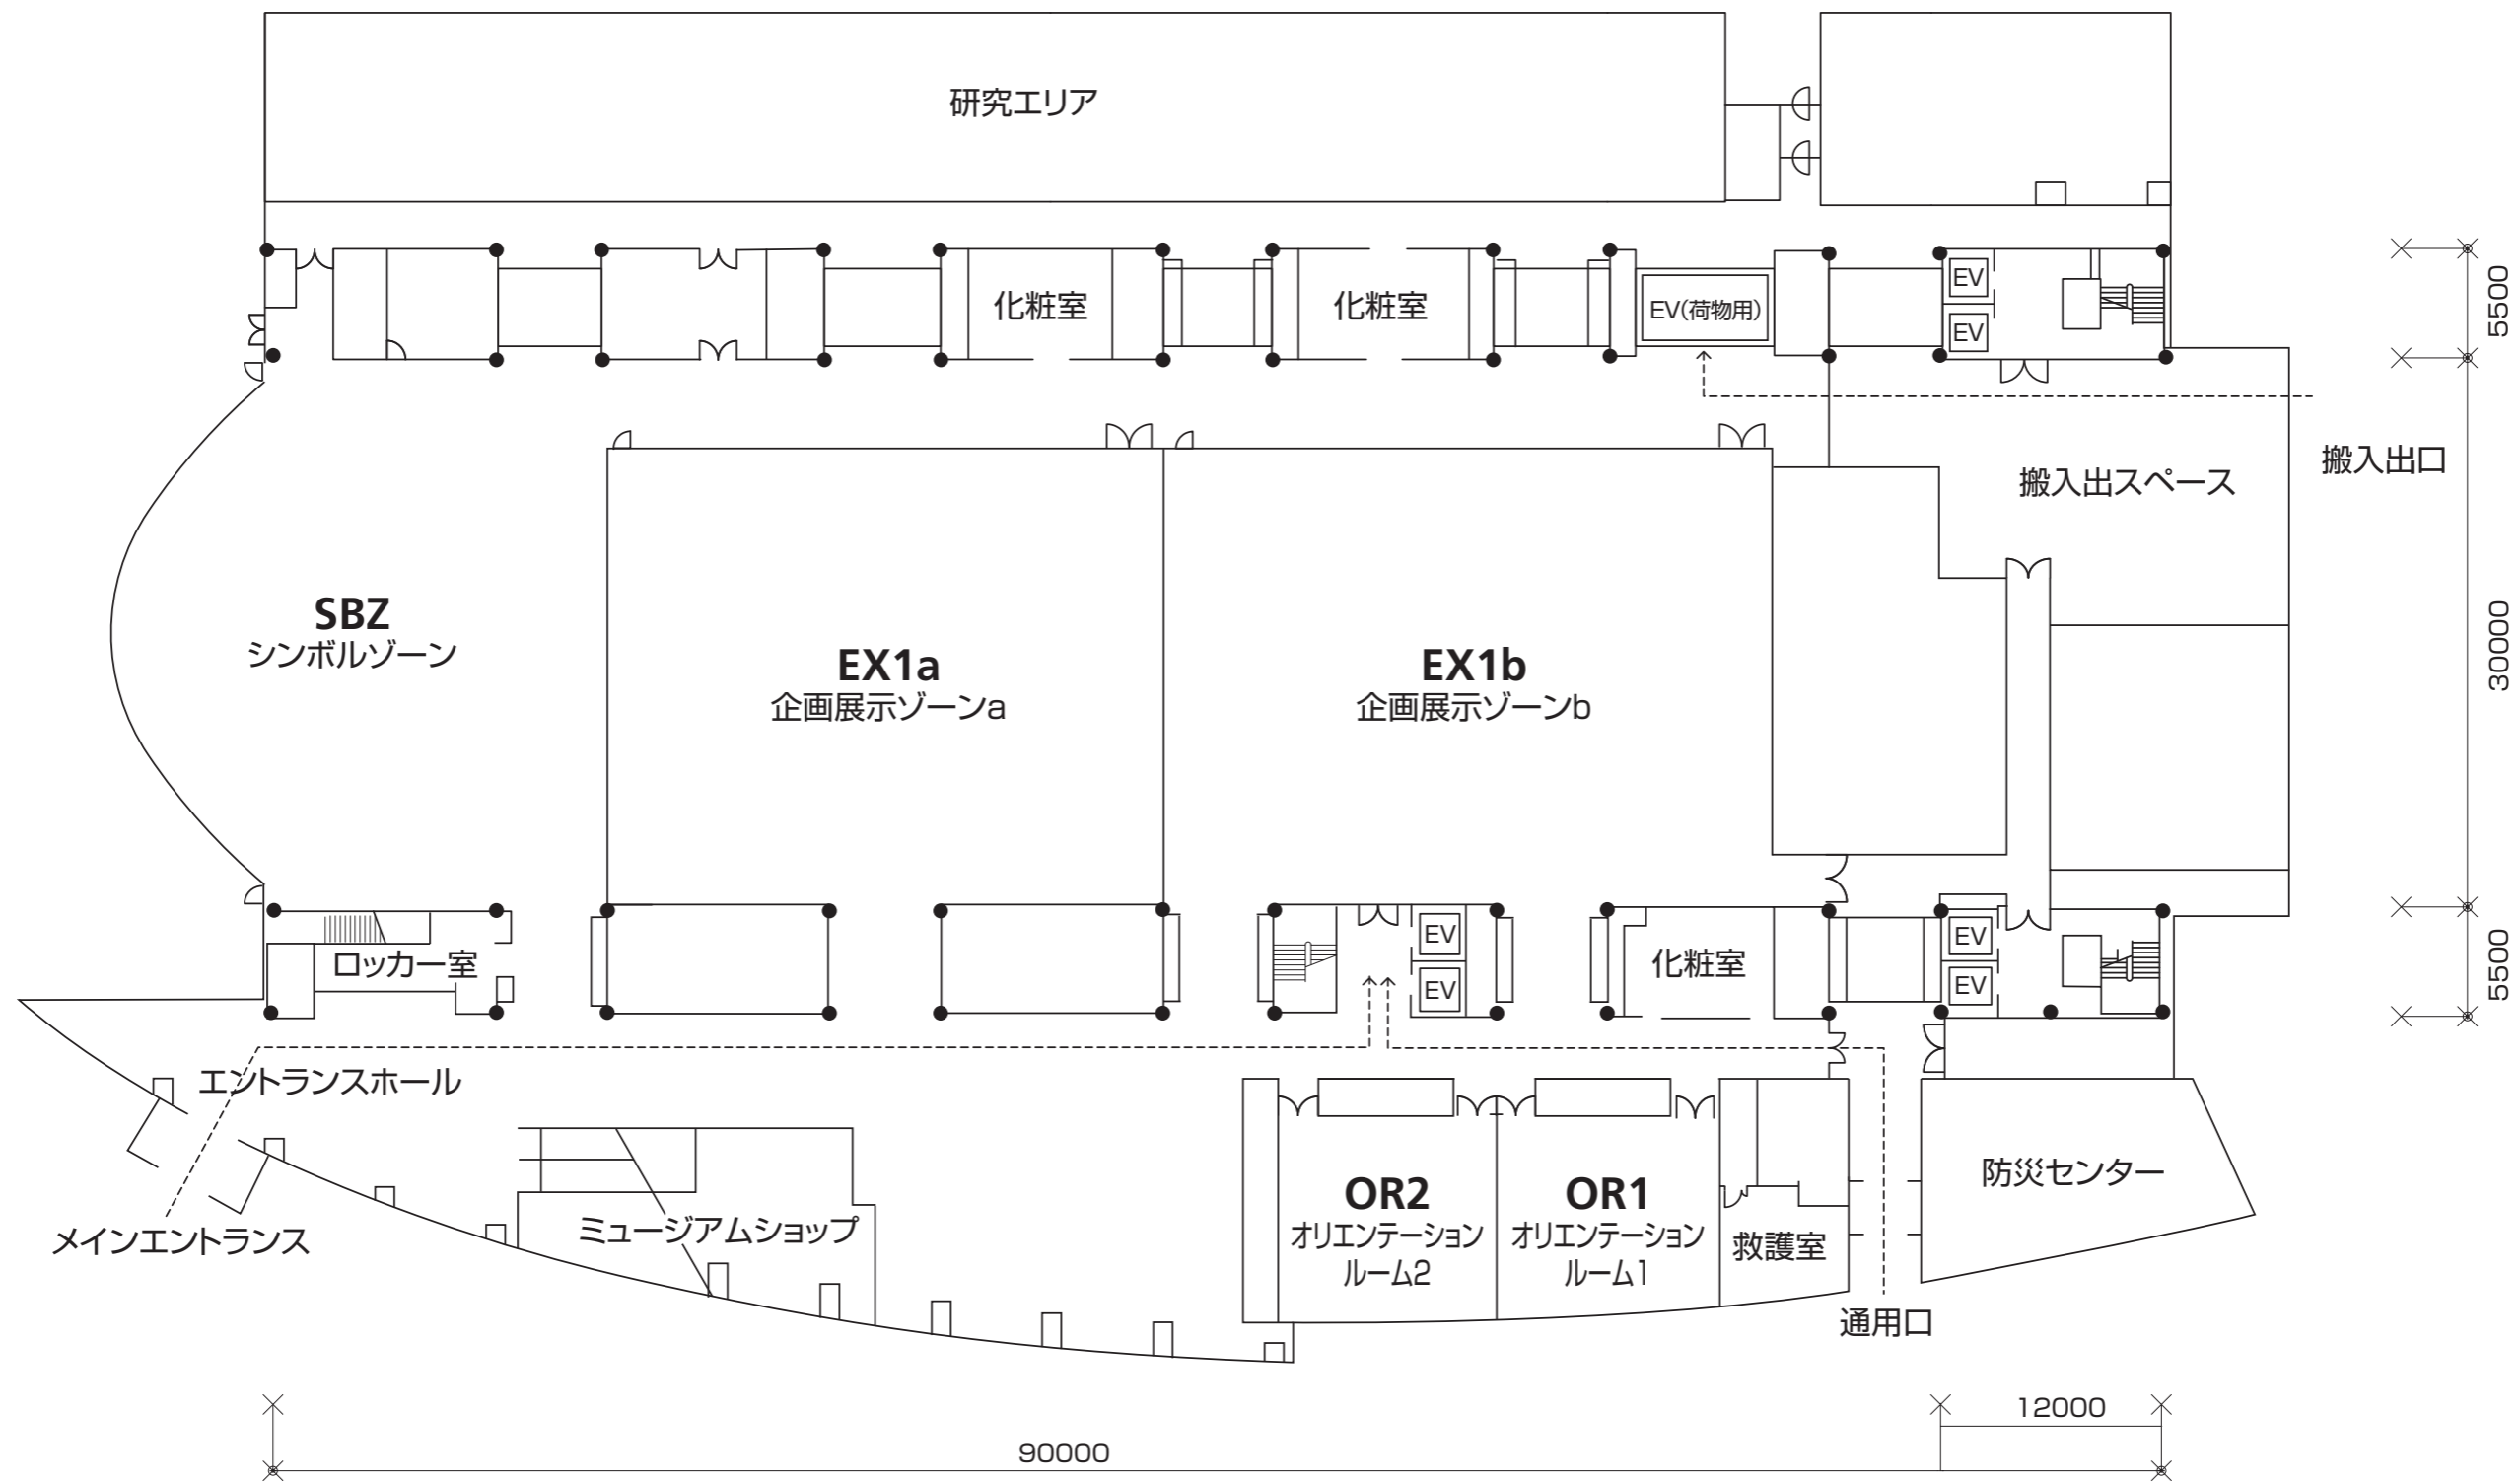 研究エリア
化粧室
化粧室
EV(荷物用)
EV
EV
5500
搬入出口
搬入出スペース
SBZ
シンボルゾーン
EX1a
企画展示ゾーンa
EX1b
企画展示ゾーンb
30000
ロッカー室
EV
EV
化粧室
EV
EV
5500
エントランスホール
メインエントランス
ミュージアムショップ
OR2
オリエンテーション
ルーム2
OR1
オリエンテーション
ルーム1
救護室
防災センター
通用口
12000
90000